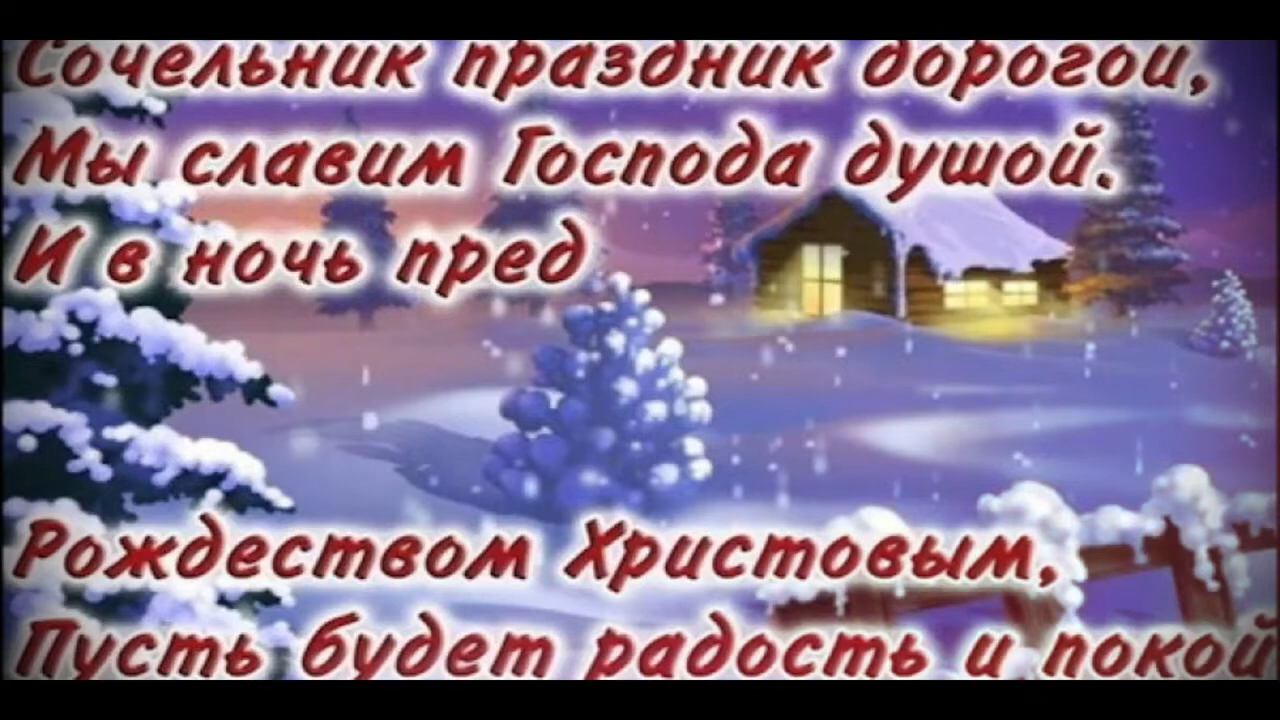 Сочельник праздник дорогой,
Мы славим Господа душой.
И в ночь пред
Рождеством Христовым,
Пусть будет радость и покой